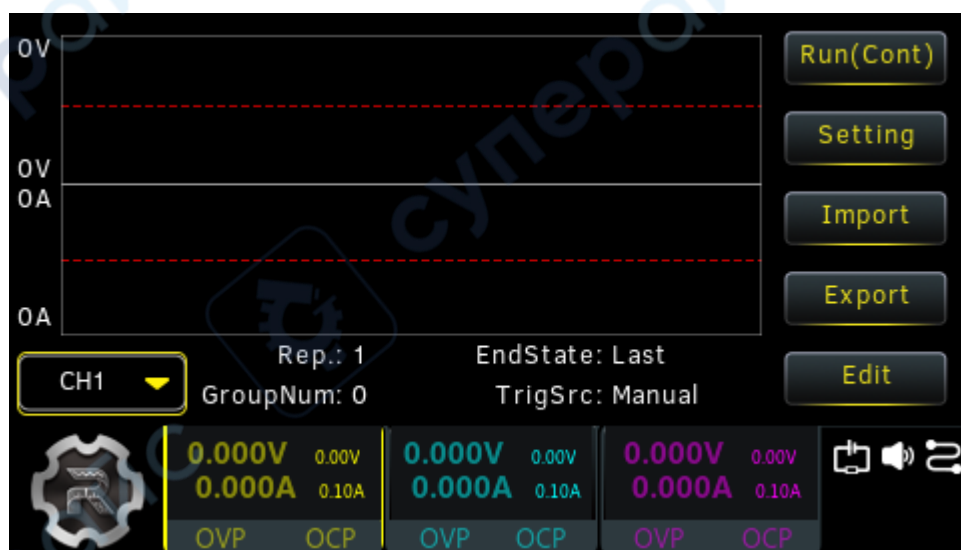 0V
Run(Cont)
Setting
0V
0A
Import
Export
0A
Rep.: 1 EndState: Last
CH1
Edit
GroupNum: 0 TrigSrc: Manual
0.000V 0.00V 0.000V 0.00V 0.000V 0.00V
0.000A 0.10A 0.000A 0.10A 0.000A 0.10A
OVP OCP OVP OCP OVP OCP
R
супер